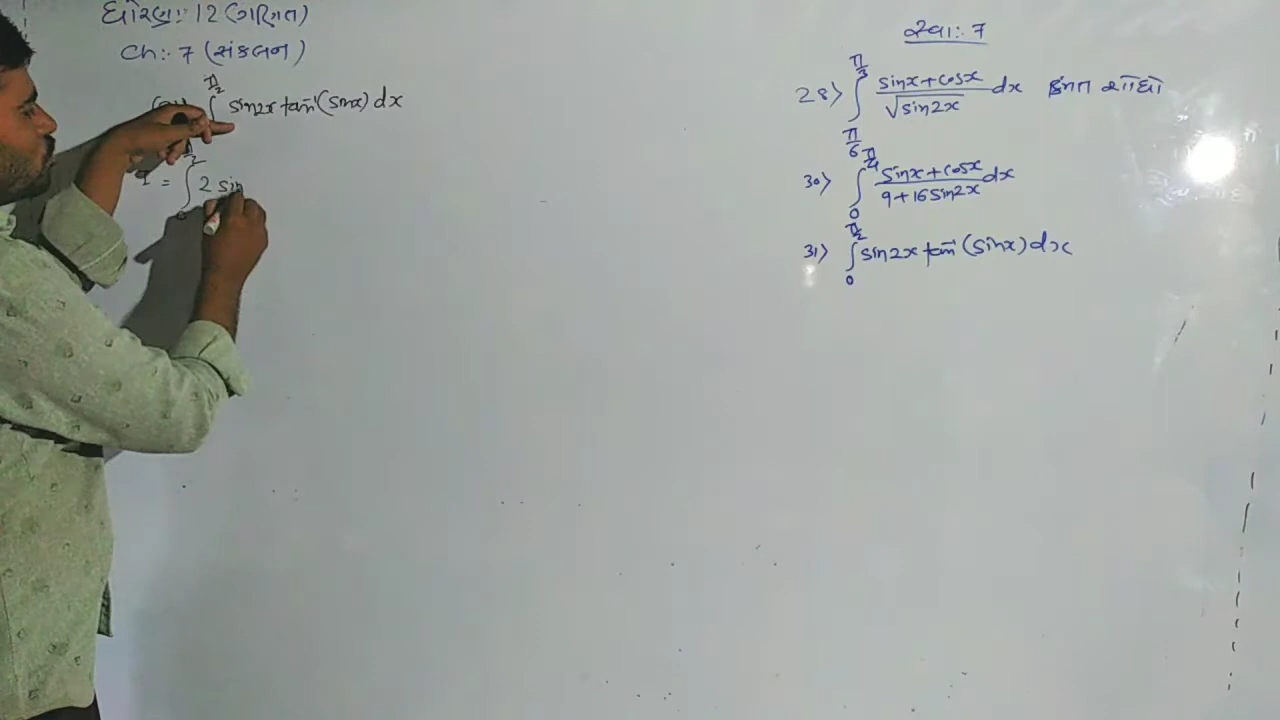 ધોરણ:- 12 (ગણિત)
Ch:- 7 (સંકલન)
∫ π/2 sin2x tan⁻¹(sinx) dx
I = ∫ π/2 0 2 sin
સ્વા:- 7
28> ∫ π/3 π/6 sinx+cosx / √sin2x dx કિંમત શોધો
30> ∫ π/4 0 sinx+cosx / 9+16sin2x dx
31> ∫ π/2 0 sin2x tan⁻¹(sinx) dx